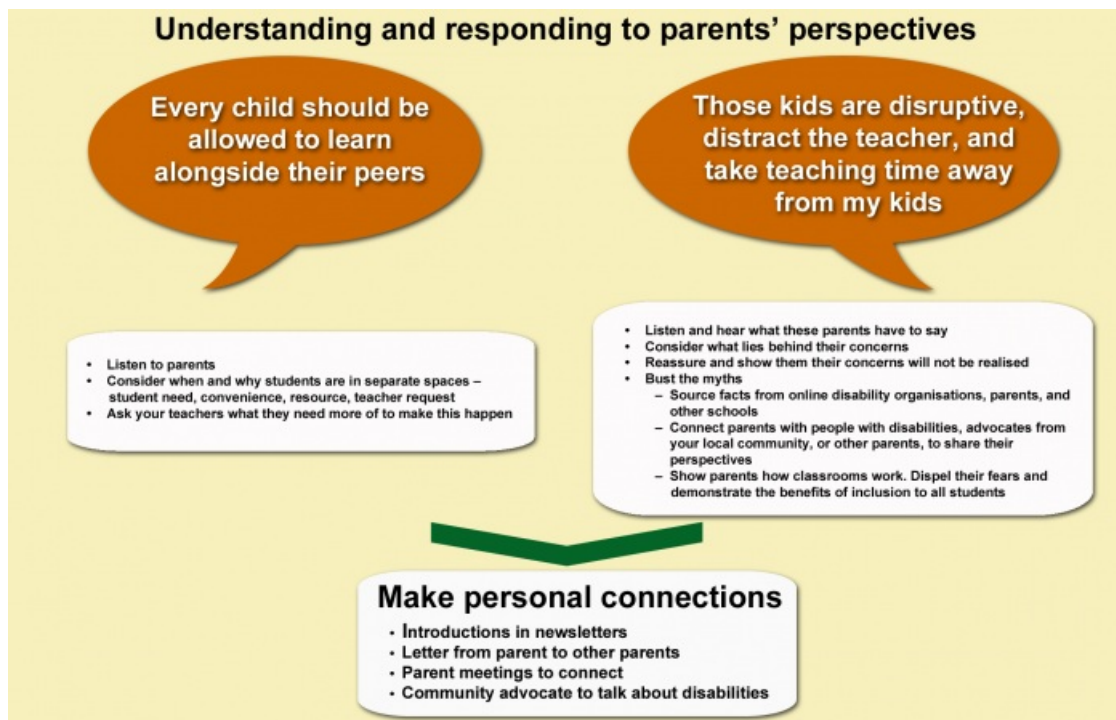 Understanding and responding to parents’ perspectives
Every child should be
allowed to learn
alongside their peers
Those kids are disruptive,
distract the teacher, and
take teaching time away
from my kids
• Listen to parents
• Consider when and why students are in separate spaces –
student need, convenience, resource, teacher request
• Ask your teachers what they need more of to make this happen
• Listen and hear what these parents have to say
• Consider what lies behind their concerns
• Reassure and show them their concerns will not be realised
• Bust the myths
– Source facts from online disability organisations, parents, and
other schools
– Connect parents with people with disabilities, advocates from
your local community, or other parents, to share their
perspectives
– Show parents how classrooms work. Dispel their fears and
demonstrate the benefits of inclusion to all students
Make personal connections
• Introductions in newsletters
• Letter from parent to other parents
• Parent meetings to connect
• Community advocate to talk about disabilities